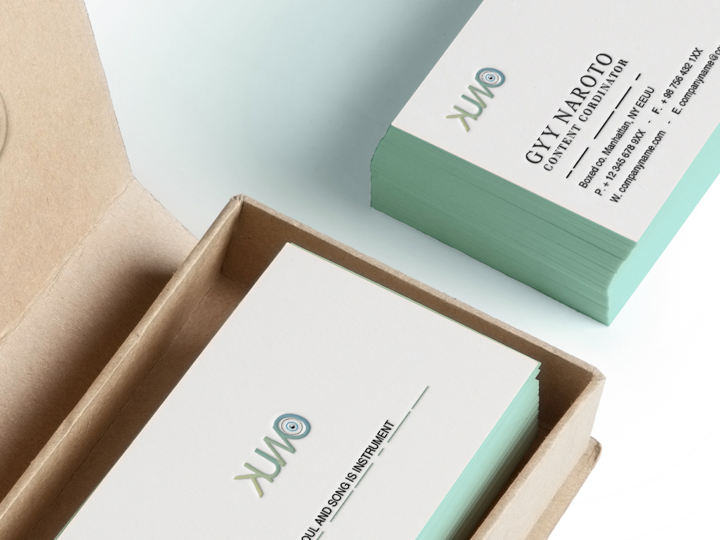 GYY NAROTO
CONTENT CORDINATOR
Boxed co. Manhattan, NY EEUU
P. + 12 345 678 9XX - F. + 98 756 432 1XX
W. companyname.com - E. companyname@co
OUL AND SONG IS INSTRUMENT